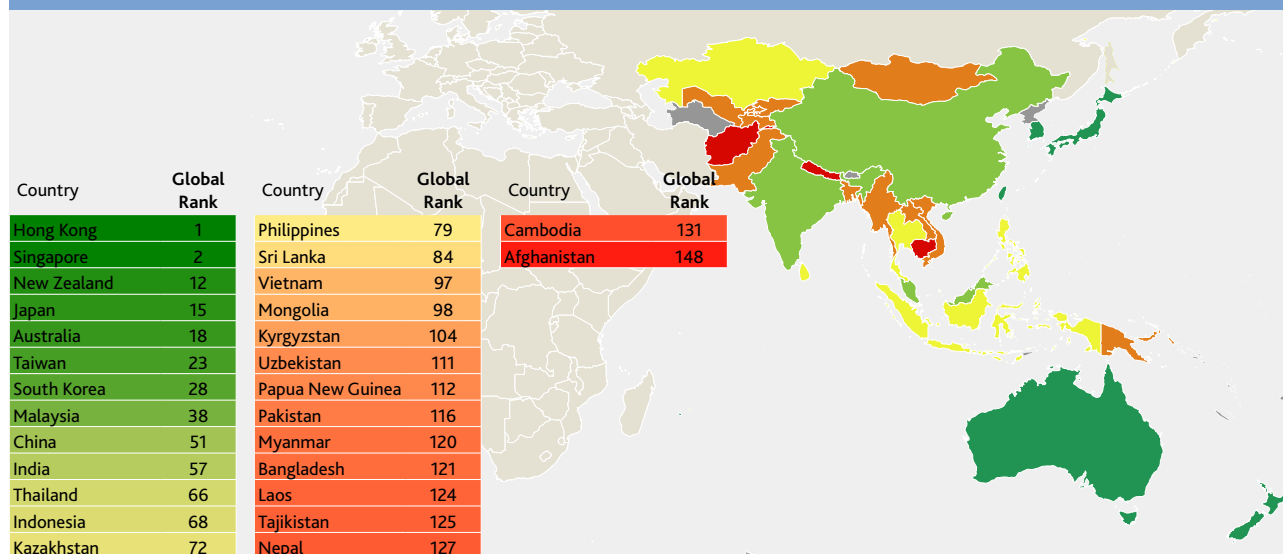 Country Global Rank
Hong Kong 1
Singapore 2
New Zealand 12
Japan 15
Australia 18
Taiwan 23
South Korea 28
Malaysia 38
China 51
India 57
Thailand 66
Indonesia 68
Kazakhstan 72
Country Global Rank
Philippines 79
Sri Lanka 84
Vietnam 97
Mongolia 98
Kyrgyzstan 104
Uzbekistan 111
Papua New Guinea 112
Pakistan 116
Myanmar 120
Bangladesh 121
Laos 124
Tajikistan 125
Nepal 127
Country Global Rank
Cambodia 131
Afghanistan 148